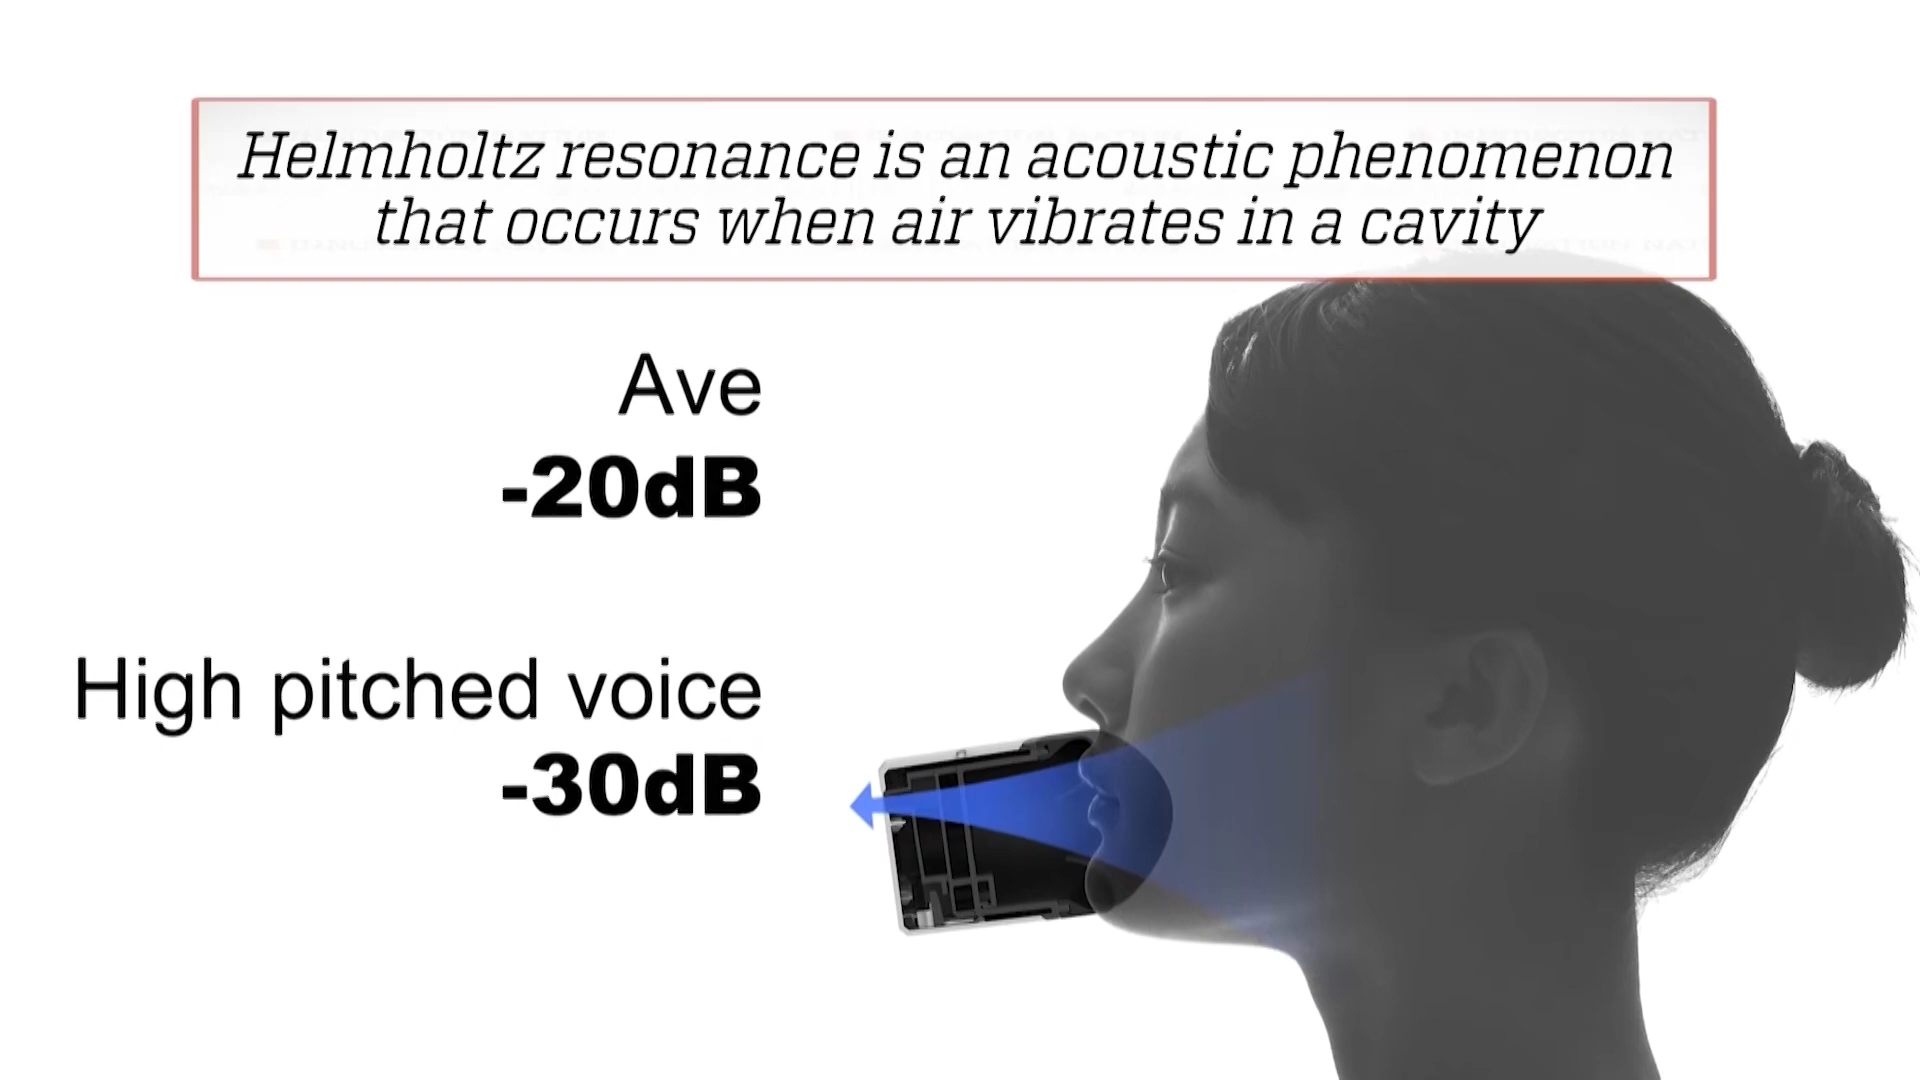 Helmholtz resonance is an acoustic phenomenon
that occurs when air vibrates in a cavity
Ave
-20dB
High pitched voice
-30dB